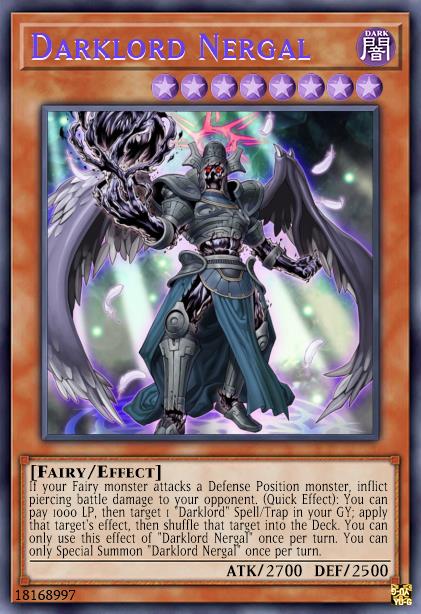 Darklord Nergal
DARK
闇
[Fairy/Effect]
If your Fairy monster attacks a Defense Position monster, inflict
piercing battle damage to your opponent. (Quick Effect): You can
pay 1000 LP, then target 1 "Darklord" Spell/Trap in your GY; apply
that target's effect, then shuffle that target into the Deck. You can
only use this effect of "Darklord Nergal" once per turn. You can
only Special Summon "Darklord Nergal" once per turn.
ATK/2700 DEF/2500
18168997